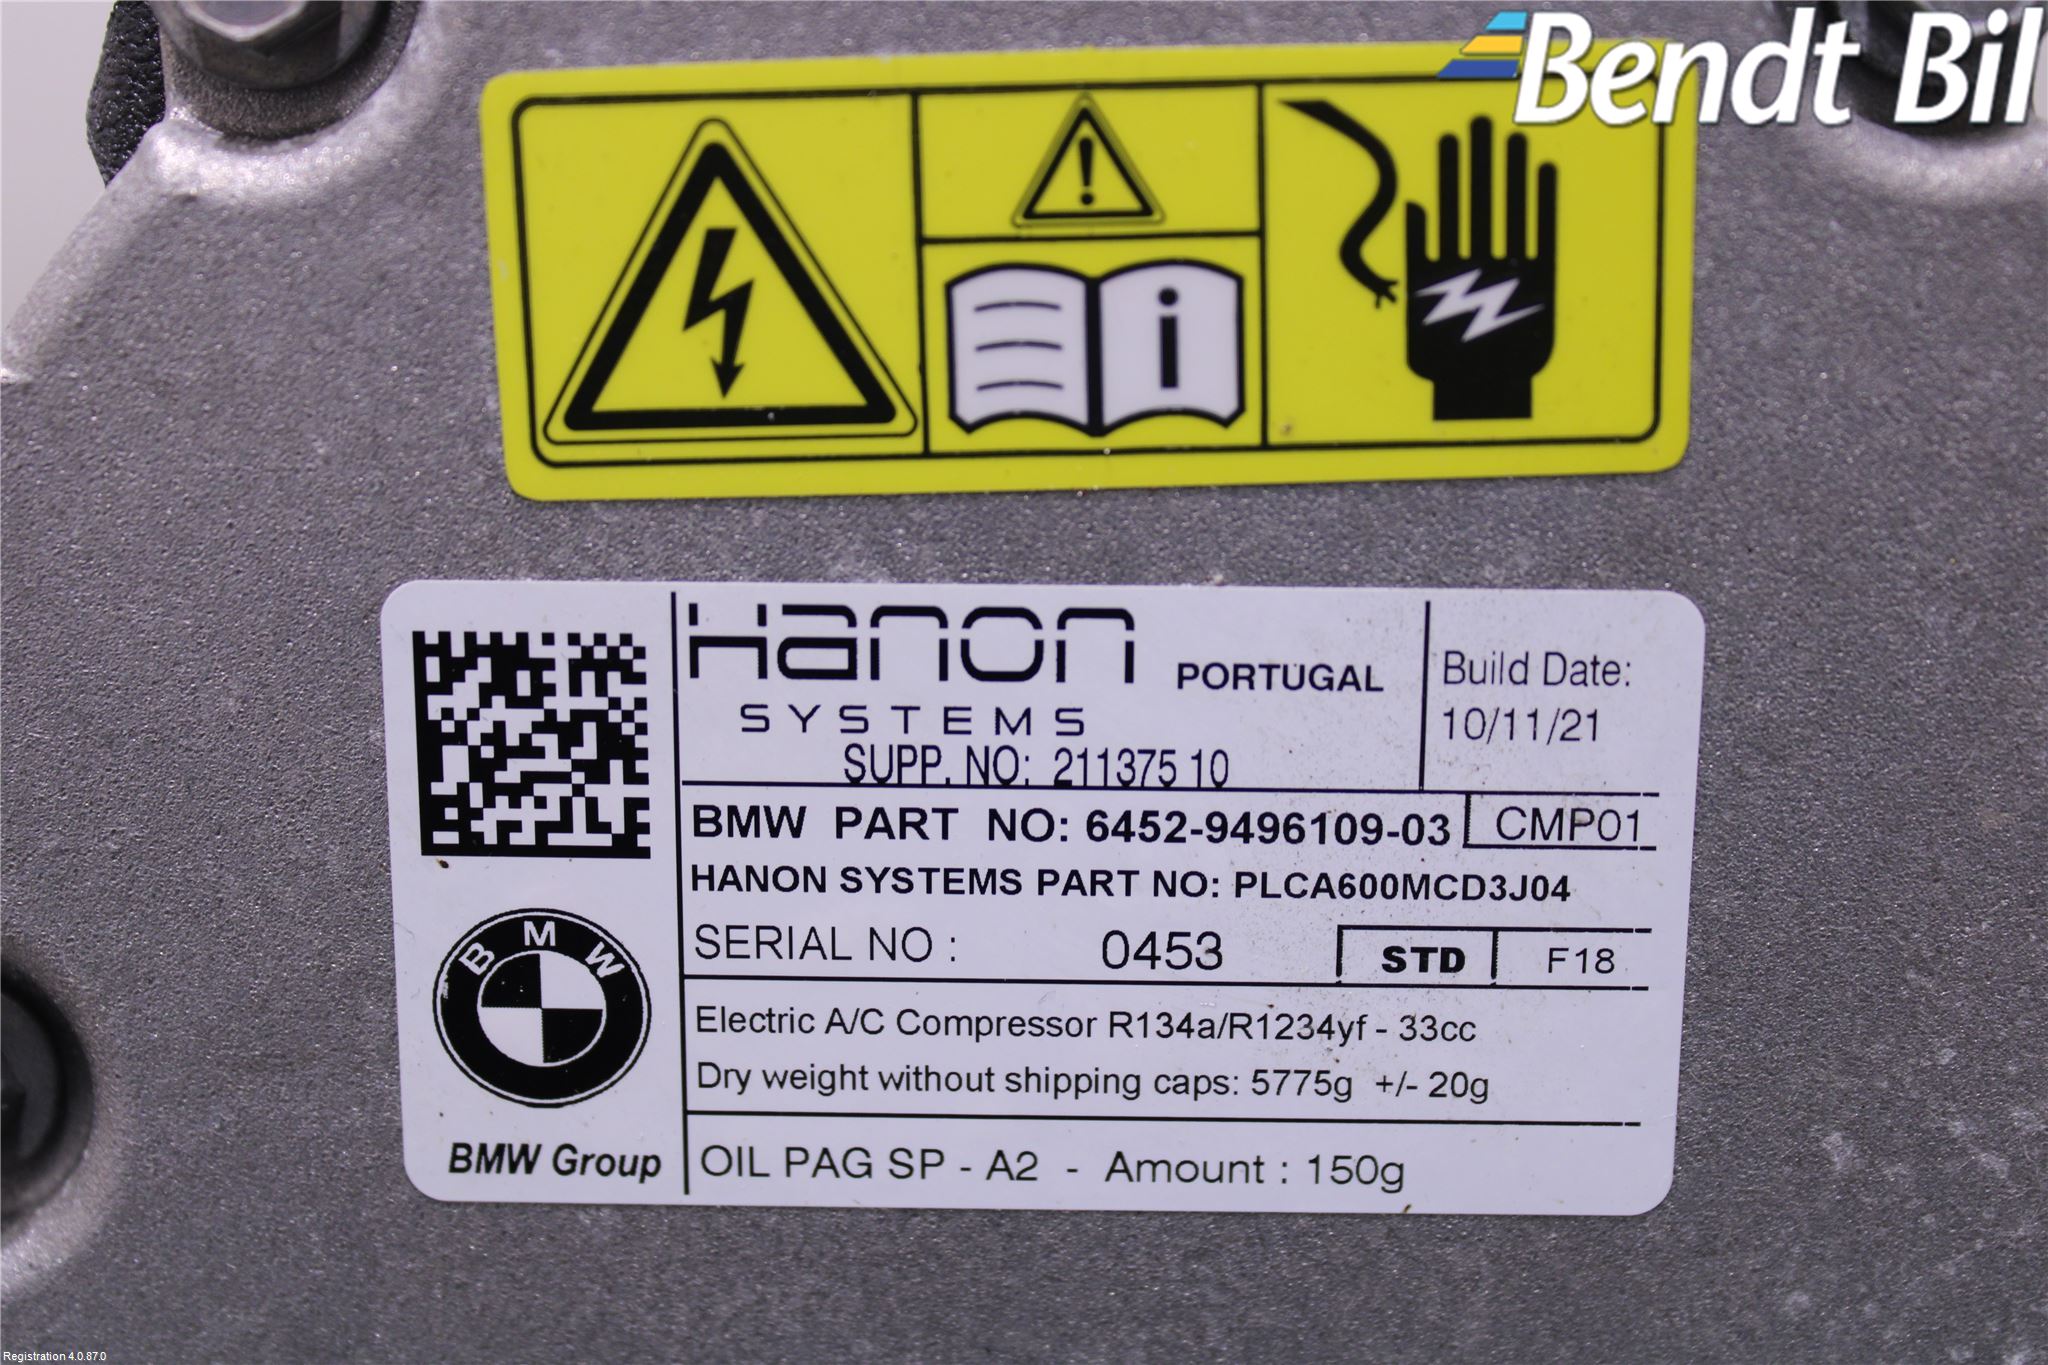 Bendt Bil
Hanon
SYSTEMS
PORTUGAL
Build Date:
10/11/21
SUPP. NO: 211375 10
BMW PART NO: 6452-9496109-03
CMP01
HANON SYSTEMS PART NO: PLCA600MCD3J04
SERIAL NO : 0453
STD
F18
Electric A/C Compressor R134a/R1234yf - 33cc
Dry weight without shipping caps: 5775g +/- 20g
OIL PAG SP - A2 - Amount : 150g
BMW
BMW Group
Registration 4.0.87.0